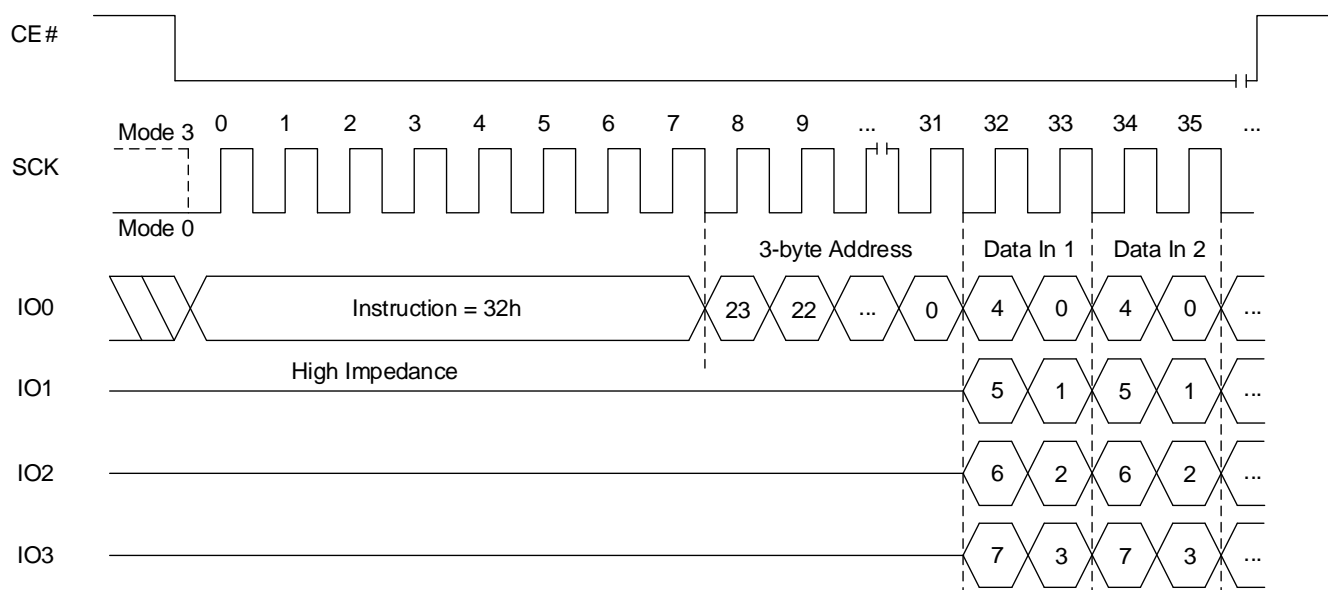 CE#
Mode 3 0 1 2 3 4 5 6 7 8 9 ... 31 32 33 34 35 ...
SCK
Mode 0
3-byte Address Data In 1 Data In 2
IO0 Instruction = 32h 23 22 ... 0 4 0 4 0 ...
High Impedance
IO1 5 1 5 1 ...
IO2 6 2 6 2 ...
IO3 7 3 7 3 ...